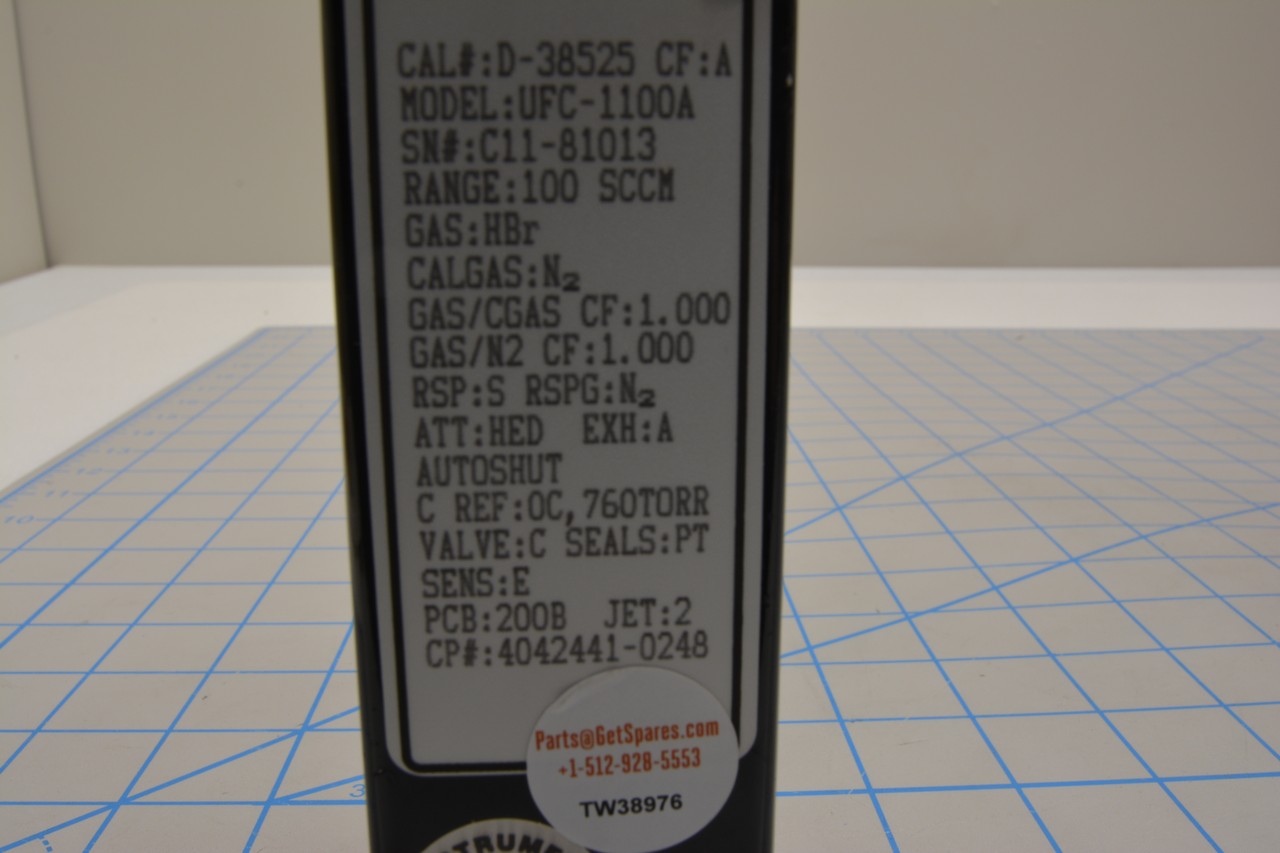 CAL#:D-38525 CF:A
MODEL:UFC-1100A
SN#:C11-81013
RANGE:100 SCCM
GAS:HBr
CALGAS:N₂
GAS/CGAS CF:1.000
GAS/N2 CF:1.000
RSP:S RSPG:N₂
ATT:HED EXH:A
AUTOSHUT
C REF:0C,760TORR
VALVE:C SEALS:PT
SENS:E
PCB:200B JET:2
CP#:4042441-0248
Parts@GetSpares.com
+1-512-928-5553
TW38976